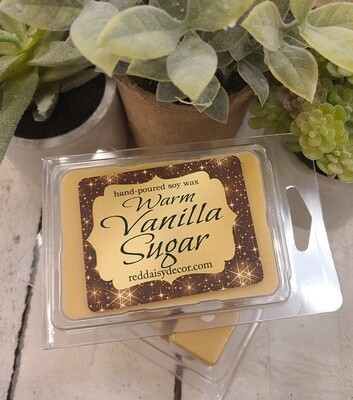 hand-poured soy wax
Warm
Vanilla
Sugar
reddaisydecor.com